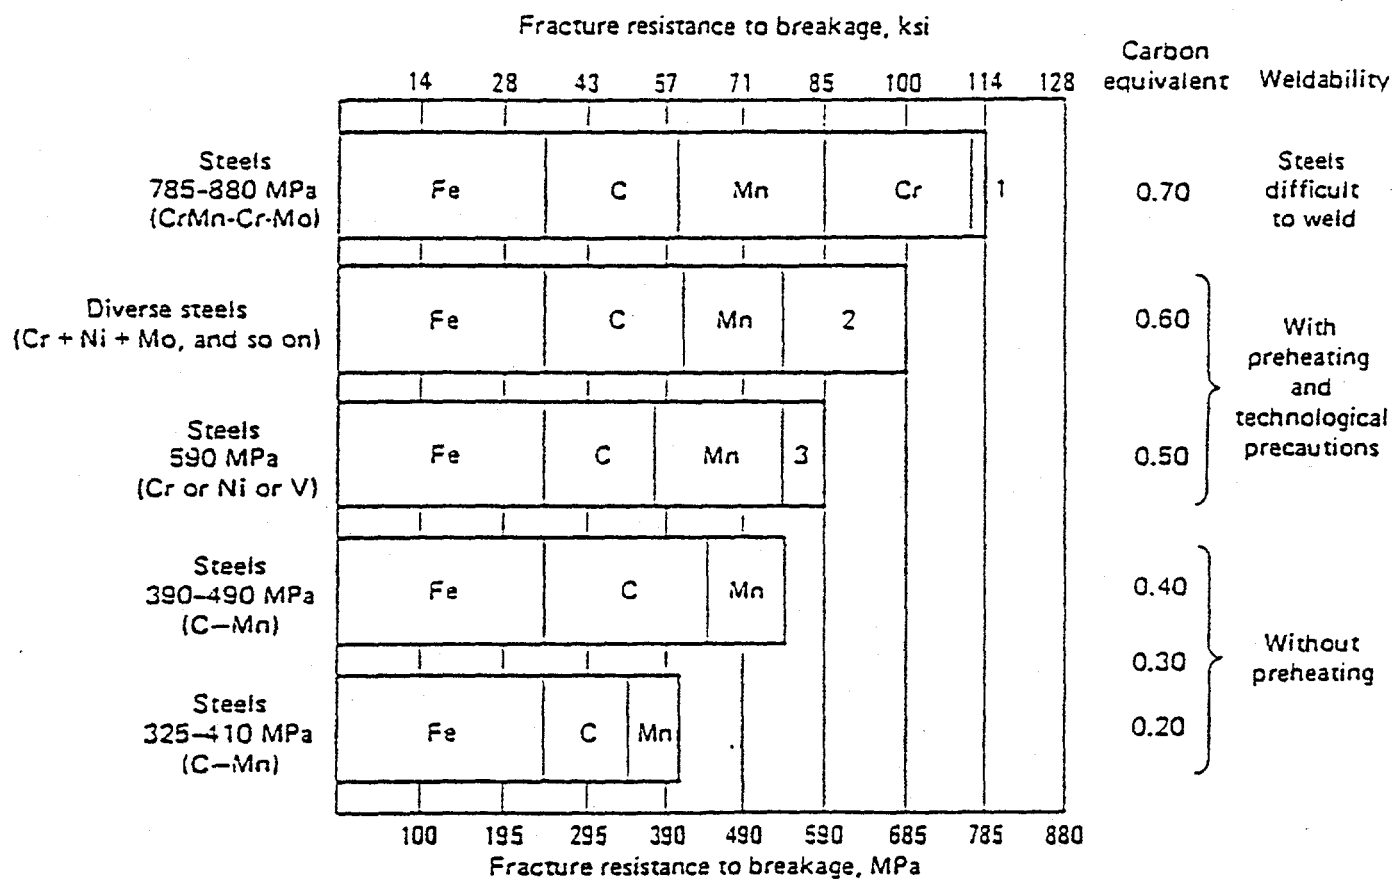 Fracture resistance to breakage, ksi
14 28 43 57 71 85 100 114 128
Carbon
equivalent
Weldability
Steels
785–880 MPa
(CrMn-Cr-Mo)
Fe C Mn Cr 1
0.70
Steels
difficult
to weld
Diverse steels
(Cr + Ni + Mo, and so on)
Fe C Mn 2
0.60
With
preheating
and
technological
precautions
Steels
590 MPa
(Cr or Ni or V)
Fe C Mn 3
0.50
Steels
390–490 MPa
(C–Mn)
Fe C Mn
0.40
0.30
Without
preheating
Steels
325–410 MPa
(C–Mn)
Fe C Mn
0.20
100 195 295 390 490 590 685 785 880
Fracture resistance to breakage, MPa